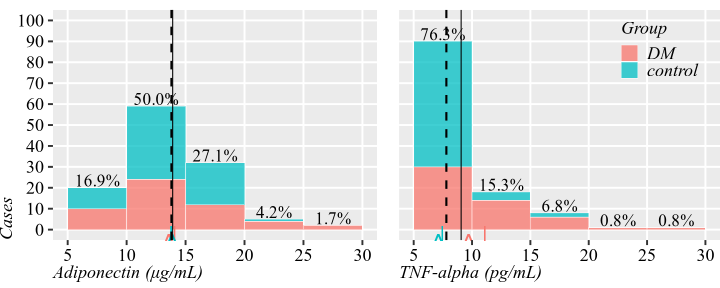 100
90
80
70
60
50
40
30
20
10
0
Cases
16.9%
50.0%
27.1%
4.2%
1.7%
5 10 15 20 25 30
Adiponectin (μg/mL)
76.3%
15.3%
6.8%
0.8%
0.8%
Group
DM
control
5 10 15 20 25 30
TNF-alpha (pg/mL)